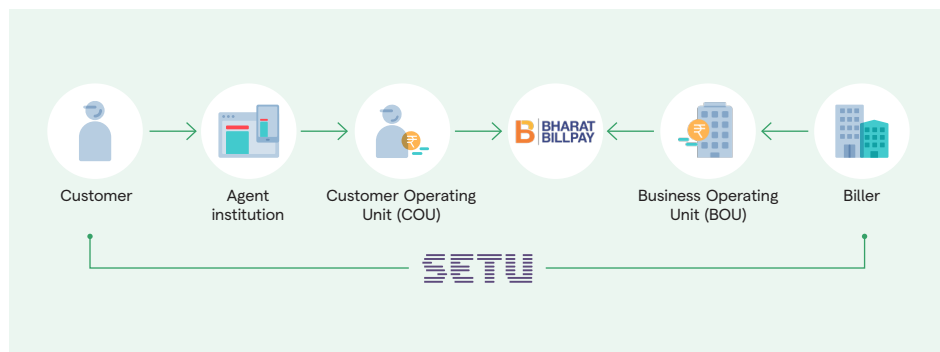 BHARAT
BILLPAY
Customer
Agent
institution
Customer Operating
Unit (COU)
Business Operating
Unit (BOU)
Biller
SETU